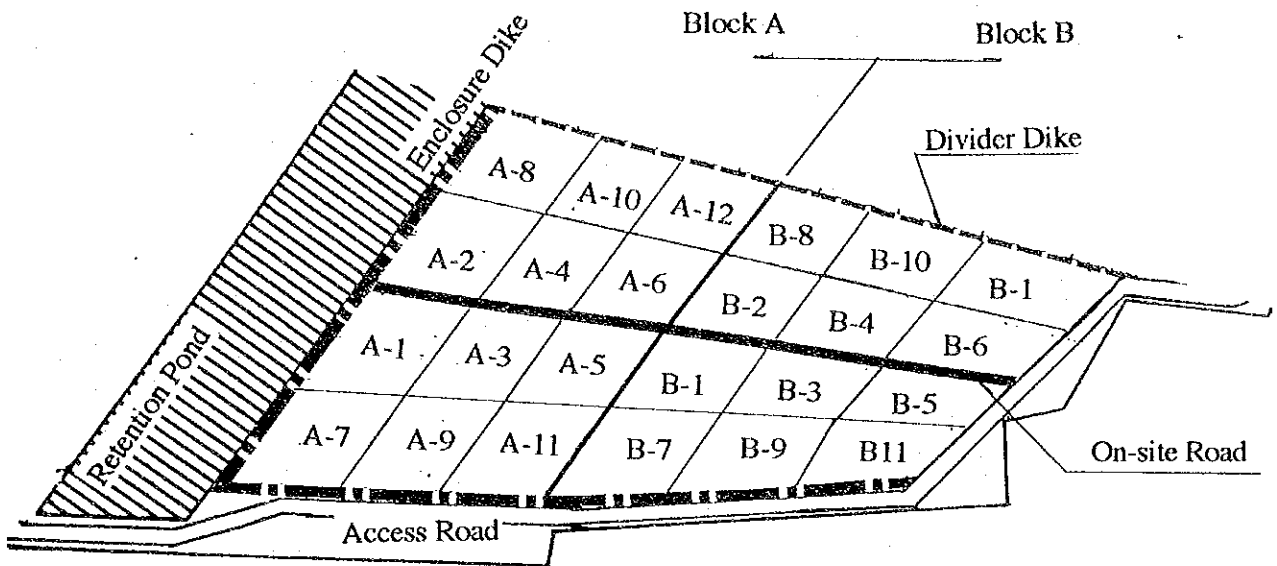 Block A
Block B
Enclosure Dike
Divider Dike
A-8
A-10
A-12
B-8
B-10
B-1
A-2
A-4
A-6
B-2
B-4
B-6
A-1
A-3
A-5
B-1
B-3
B-5
A-7
A-9
A-11
B-7
B-9
B11
Retention Pond
On-site Road
Access Road